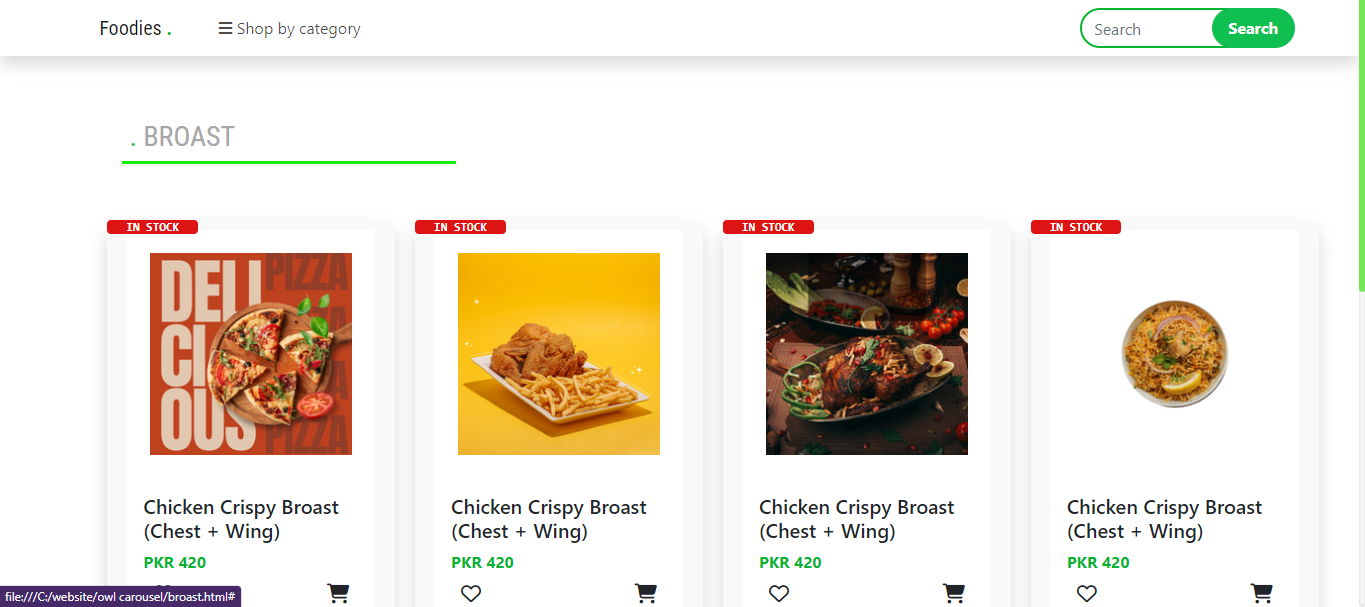 Foodies .
Shop by category
Search
Search
. BROAST
IN STOCK
IN STOCK
IN STOCK
IN STOCK
DELI
CI
OUS
PIZZA
PIZZA
Chicken Crispy Broast
(Chest + Wing)
PKR 420
Chicken Crispy Broast
(Chest + Wing)
PKR 420
Chicken Crispy Broast
(Chest + Wing)
PKR 420
Chicken Crispy Broast
(Chest + Wing)
PKR 420
file:///C:/website/owl carousel/broast.html#